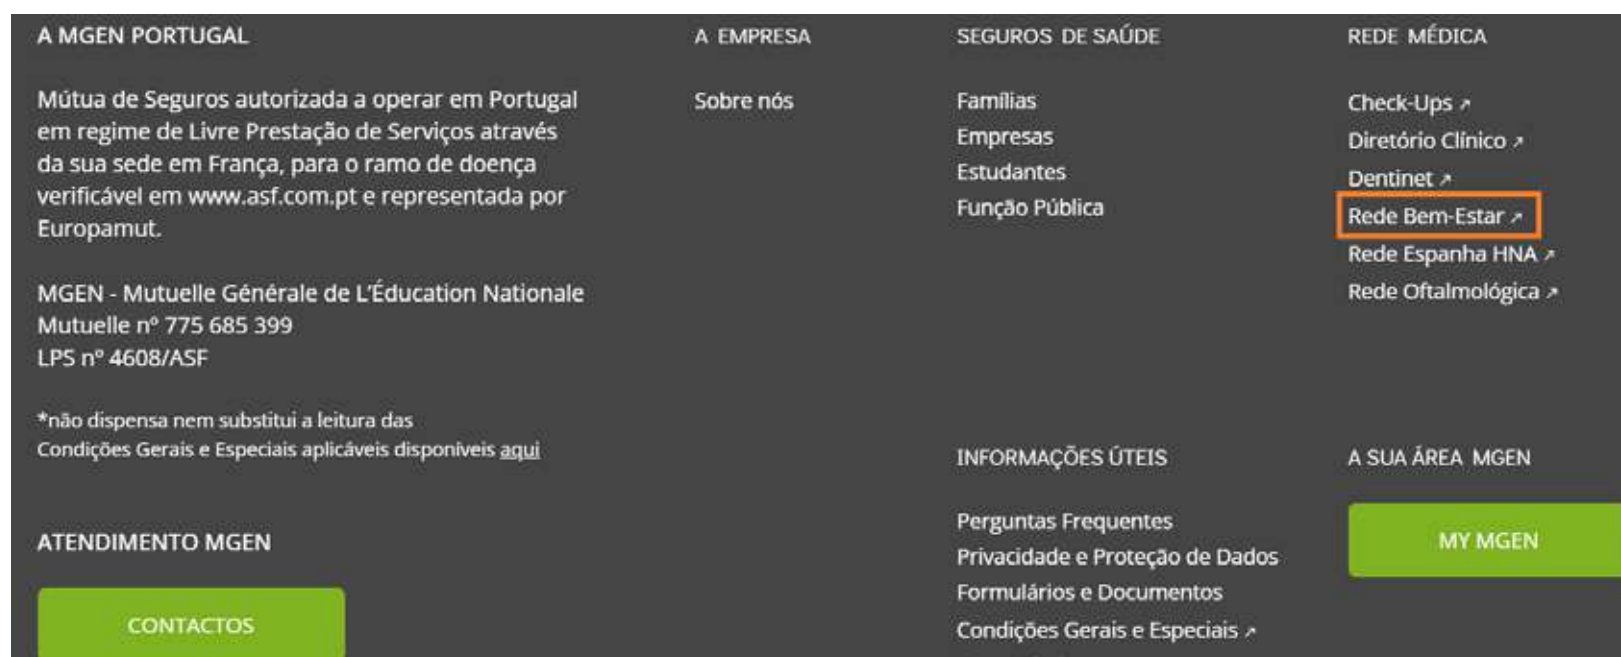 A MGEN PORTUGAL
Mútua de Seguros autorizada a operar em Portugal
em regime de Livre Prestação de Serviços através
da sua sede em França, para o ramo de doença
verificável em www.asf.com.pt e representada por
Europamut.
MGEN - Mutuelle Générale de L'Éducation Nationale
Mutuelle nº 775 685 399
LPS nº 4608/ASF
*não dispensa nem substitui a leitura das
Condições Gerais e Especiais aplicáveis disponíveis aqui
ATENDIMENTO MGEN
CONTACTOS
A EMPRESA
Sobre nós
SEGUROS DE SAÚDE
Famílias
Empresas
Estudantes
Função Pública
REDE MÉDICA
Check-Ups ↗
Diretório Clínico ↗
Dentinet ↗
Rede Bem-Estar ↗
Rede Espanha HNA ↗
Rede Oftalmológica ↗
INFORMAÇÕES ÚTEIS
Perguntas Frequentes
Privacidade e Proteção de Dados
Formulários e Documentos
Condições Gerais e Especiais ↗
A SUA ÁREA MGEN
MY MGEN